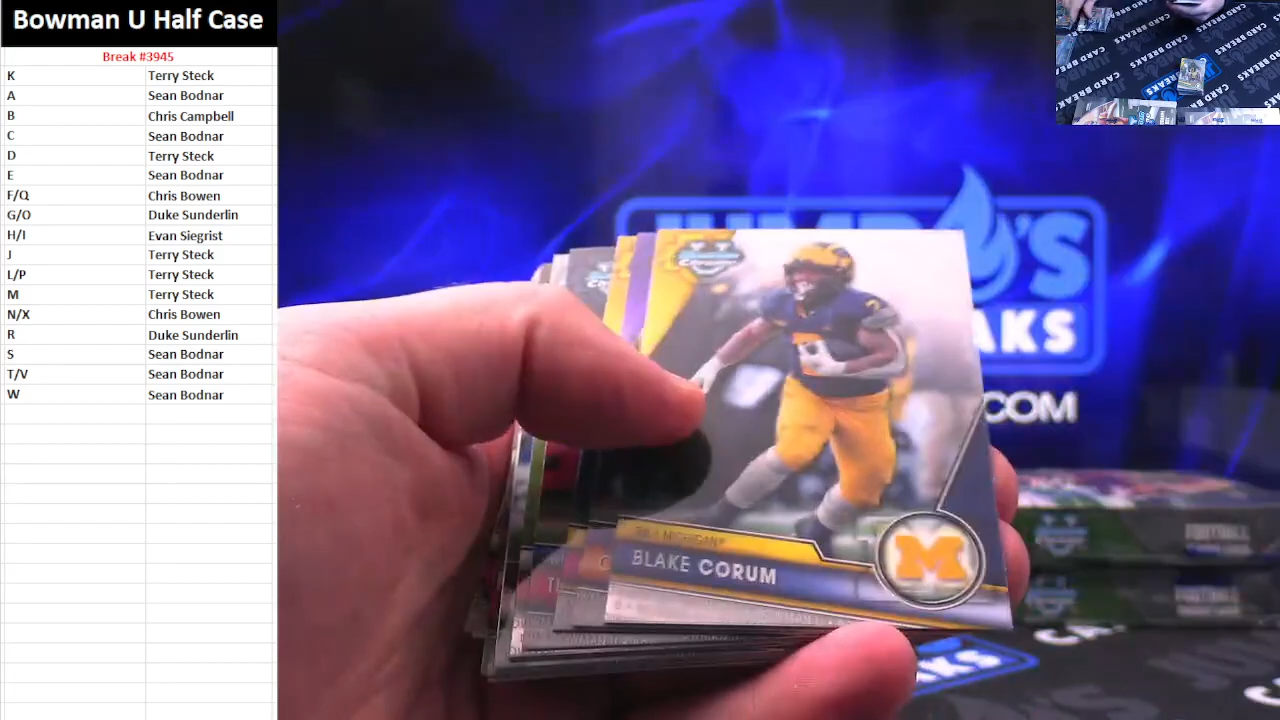 Bowman U Half Case
Break #3945
K Terry Steck
A Sean Bodnar
B Chris Campbell
C Sean Bodnar
D Terry Steck
E Sean Bodnar
F/Q Chris Bowen
G/O Duke Sunderlin
H/I Evan Siegrist
J Terry Steck
L/P Terry Steck
M Terry Steck
N/X Chris Bowen
R Duke Sunderlin
S Sean Bodnar
T/V Sean Bodnar
W Sean Bodnar
CARD BREAKS
.COM
FOOTBALL
MICHIGAN
BLAKE CORUM
M